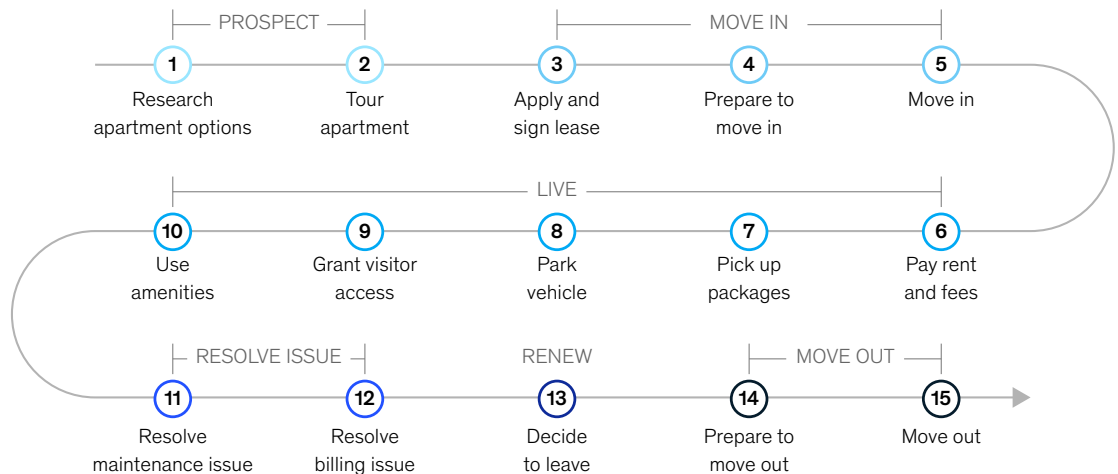 PROSPECT
MOVE IN
1
2
3
4
5
Research
apartment options
Tour
apartment
Apply and
sign lease
Prepare to
move in
Move in
LIVE
10
9
8
7
6
Use
amenities
Grant visitor
access
Park
vehicle
Pick up
packages
Pay rent
and fees
RESOLVE ISSUE
RENEW
MOVE OUT
11
12
13
14
15
Resolve
maintenance issue
Resolve
billing issue
Decide
to leave
Prepare to
move out
Move out